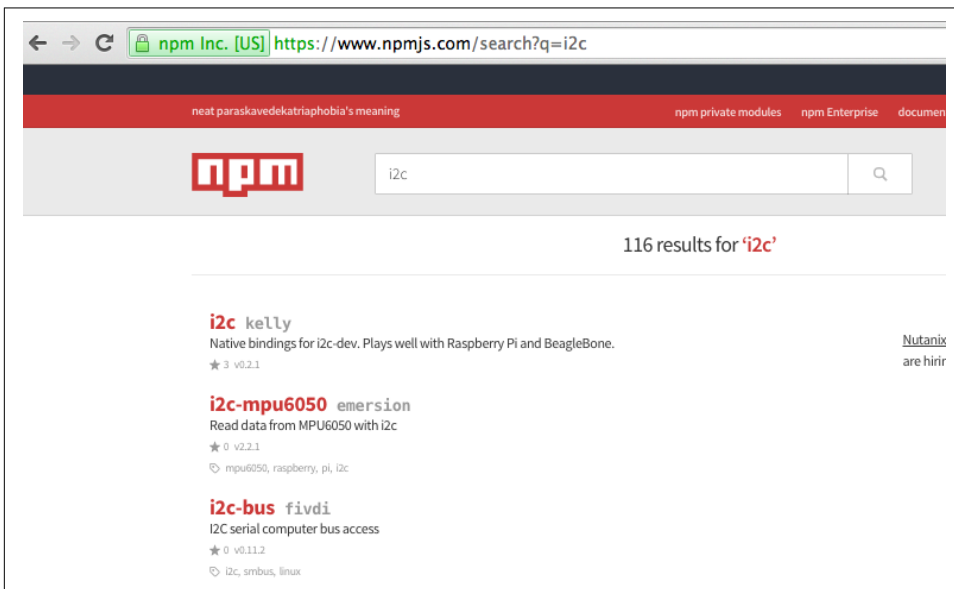 npm Inc. [US] https://www.npmjs.com/search?q=i2c
neat paraskavedekatriaphobia's meaning npm private modules npm Enterprise documen
npm i2c
116 results for ‘i2c’
i2c kelly
Native bindings for i2c-dev. Plays well with Raspberry Pi and BeagleBone.
3 v0.2.1
Nutanix
are hirir
i2c-mpu6050 emersion
Read data from MPU6050 with i2c
0 v2.2.1
mpu6050, raspberry, pi, i2c
i2c-bus fivdi
I2C serial computer bus access
0 v0.11.2
i2c, smbus, linux